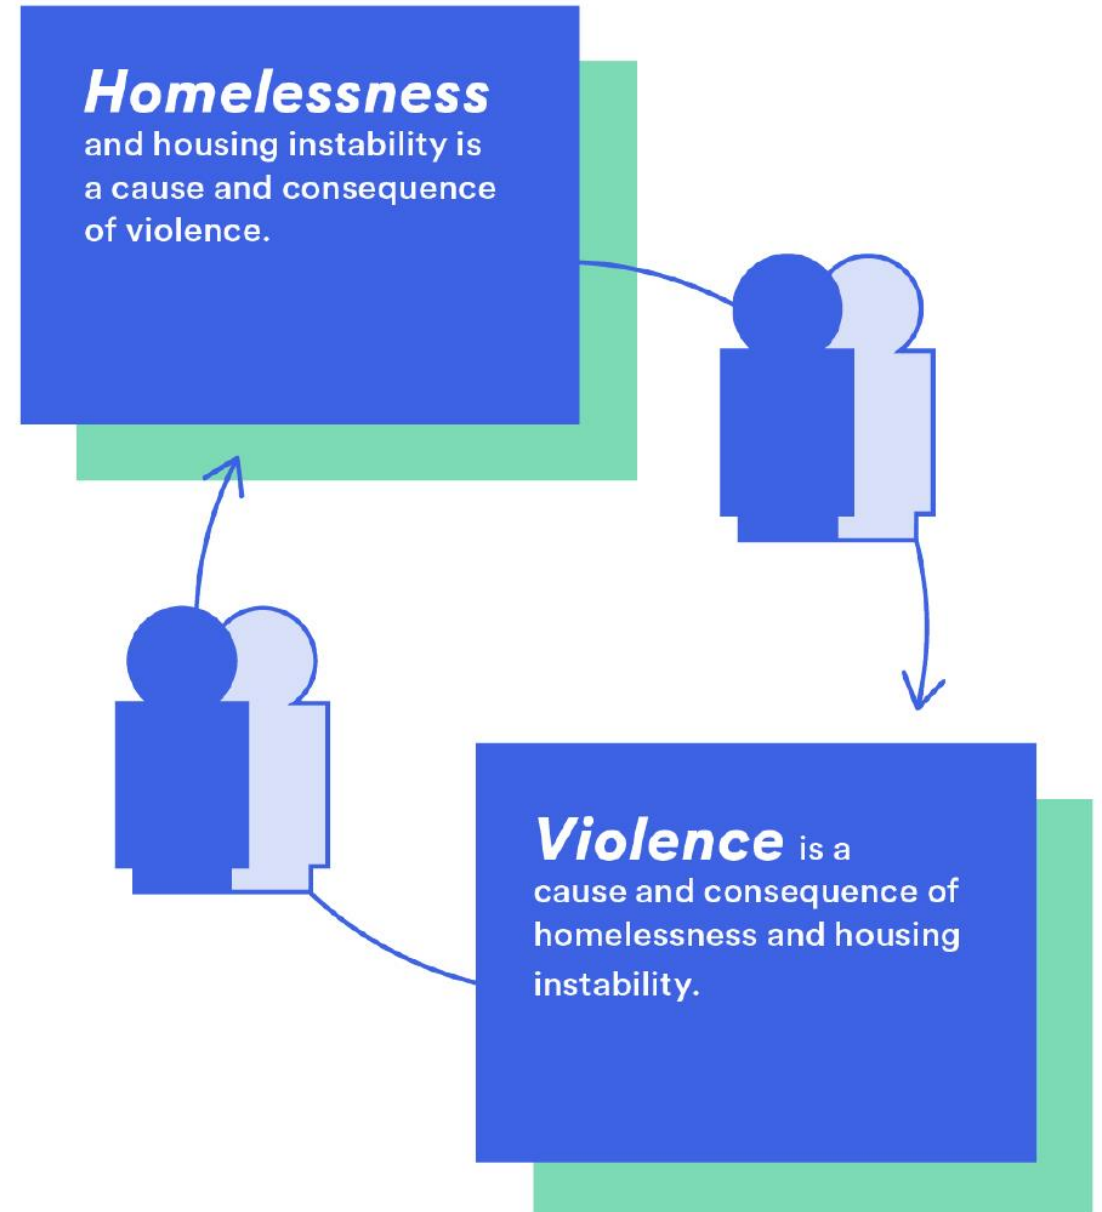 Homelessness
and housing instability is
a cause and consequence
of violence.
Violence is a
cause and consequence of
homelessness and housing
instability.